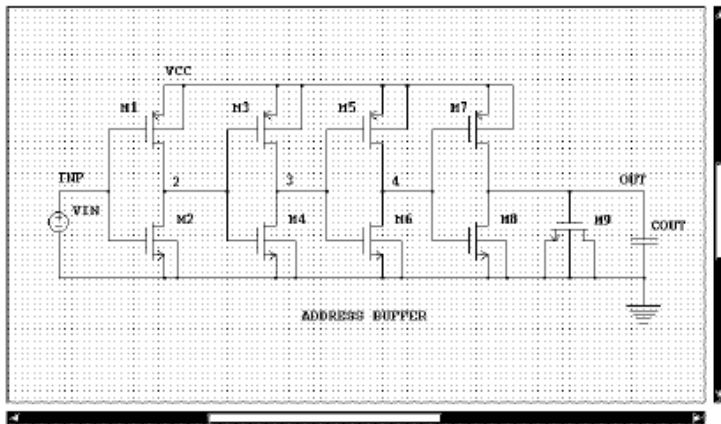 VCC
M1 M3 M5 M7
INP 2 3 4 OUT
VIN M2 M4 M6 M8 M9 COUT
ADDRESS BUFFER